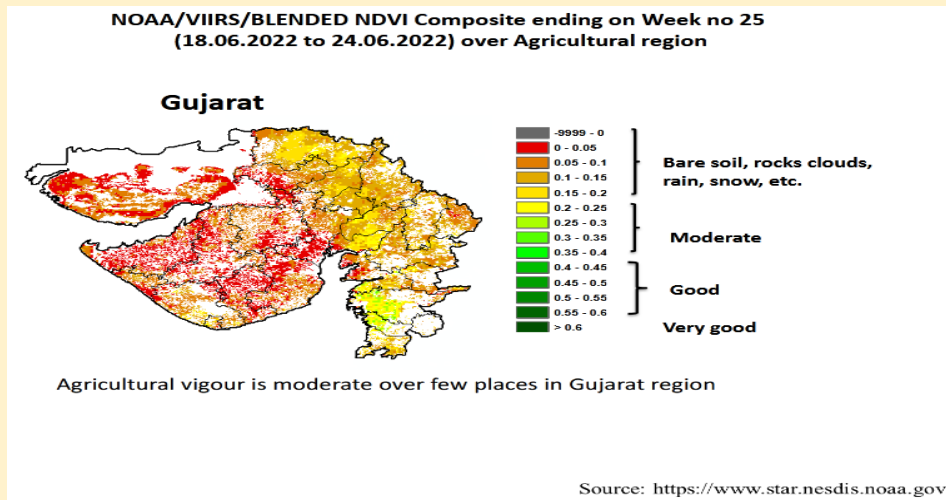 NOAA/VIIRS/BLENDED NDVI Composite ending on Week no 25
(18.06.2022 to 24.06.2022) over Agricultural region
Gujarat
-9999 - 0
0 - 0.05
0.05 - 0.1
0.1 - 0.15
0.15 - 0.2
0.2 - 0.25
0.25 - 0.3
0.3 - 0.35
0.35 - 0.4
0.4 - 0.45
0.45 - 0.5
0.5 - 0.55
0.55 - 0.6
> 0.6
Bare soil, rocks clouds,
rain, snow, etc.
Moderate
Good
Very good
Agricultural vigour is moderate over few places in Gujarat region
Source: https://www.star.nesdis.noaa.gov